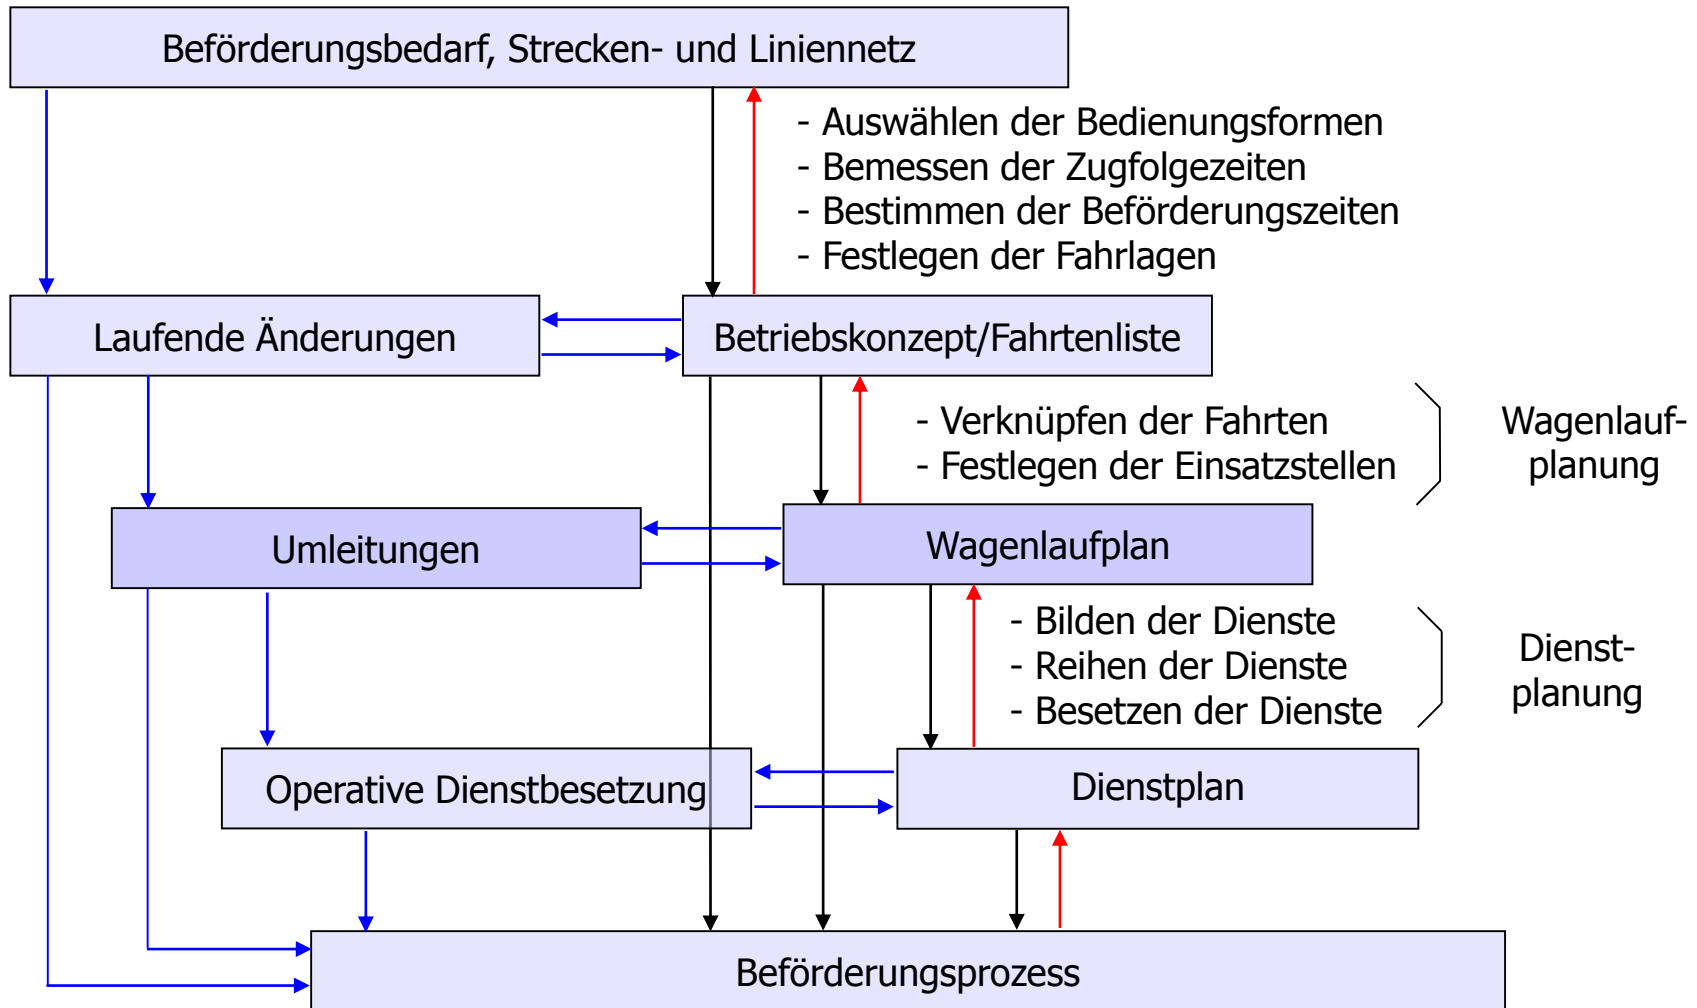 Beförderungsbedarf, Strecken- und Liniennetz
- Auswählen der Bedienungsformen
- Bemessen der Zugfolgezeiten
- Bestimmen der Beförderungszeiten
- Festlegen der Fahrlagen
Laufende Änderungen
Betriebskonzept/Fahrtenliste
- Verknüpfen der Fahrten
- Festlegen der Einsatzstellen
Wagenlauf-
planung
Umleitungen
Wagenlaufplan
- Bilden der Dienste
- Reihen der Dienste
- Besetzen der Dienste
Dienst-
planung
Operative Dienstbesetzung
Dienstplan
Beförderungsprozess